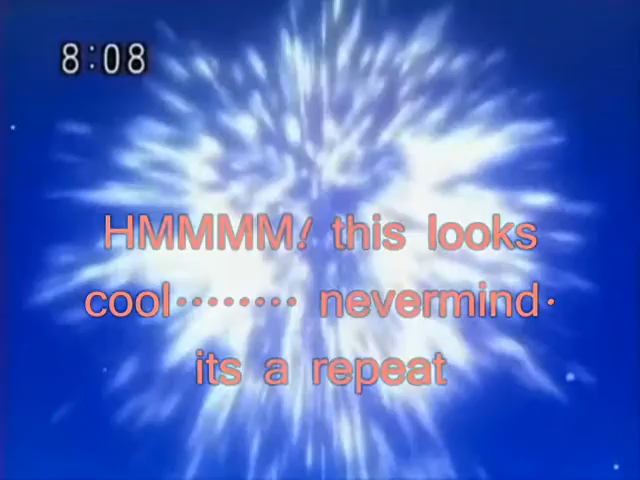 8:08
HMMMM! this looks
cool........ nevermind.
its a repeat